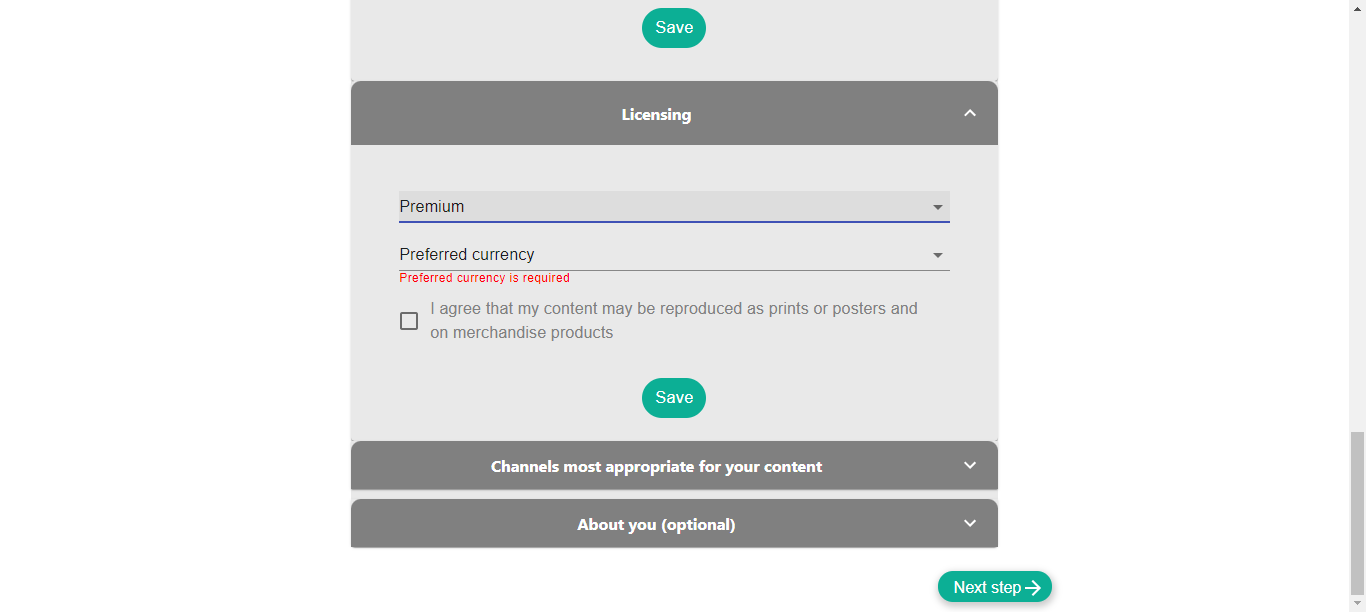 Save
Licensing
Premium
Preferred currency
Preferred currency is required
I agree that my content may be reproduced as prints or posters and
on merchandise products
Save
Channels most appropriate for your content
About you (optional)
Next step